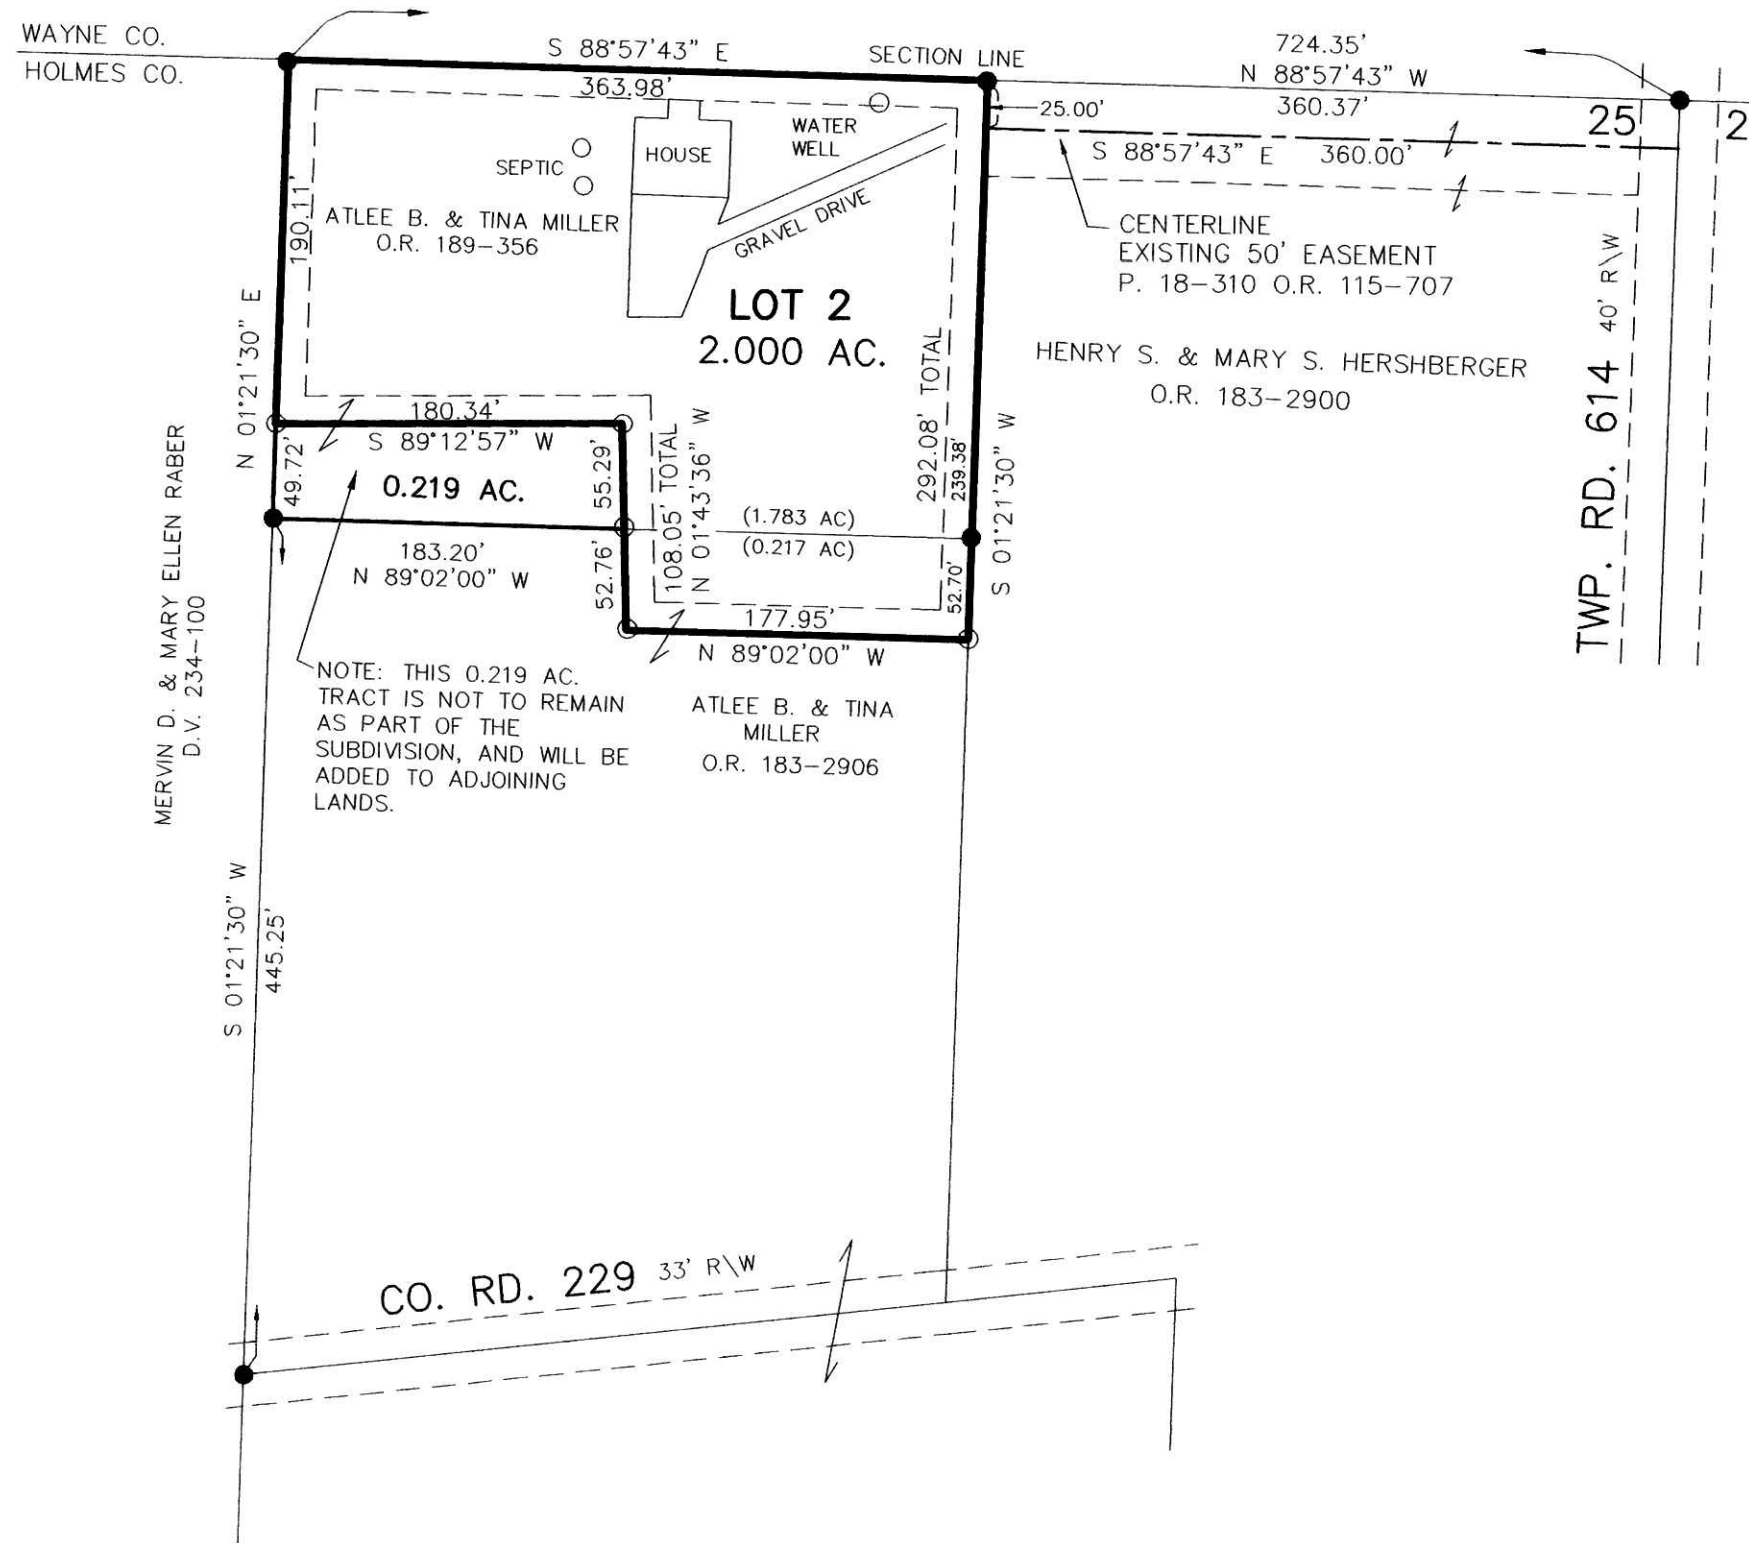 WAYNE CO.
HOLMES CO.
S 88°57'43" E
363.98'
SECTION LINE
724.35'
N 88°57'43" W
360.37'
25.00'
S 88°57'43" E 360.00'
25
2
WATER
WELL
HOUSE
SEPTIC
GRAVEL DRIVE
ATLEE B. & TINA MILLER
O.R. 189-356
190.11'
N 01°21'30" E
CENTERLINE
EXISTING 50' EASEMENT
P. 18-310 O.R. 115-707
LOT 2
2.000 AC.
HENRY S. & MARY S. HERSHBERGER
O.R. 183-2900
TWP. RD. 614 40' R\W
180.34'
S 89°12'57" W
49.72'
0.219 AC.
55.29'
108.05' TOTAL
N 01°43'36" W
292.08' TOTAL
239.38'
S 01°21'30" W
(1.783 AC)
(0.217 AC)
183.20'
N 89°02'00" W
52.76'
52.70'
177.95'
N 89°02'00" W
MERVIN D. & MARY ELLEN RABER
D.V. 234-100
NOTE: THIS 0.219 AC.
TRACT IS NOT TO REMAIN
AS PART OF THE
SUBDIVISION, AND WILL BE
ADDED TO ADJOINING
LANDS.
ATLEE B. & TINA
MILLER
O.R. 183-2906
S 01°21'30" W
445.25'
CO. RD. 229 33' R\W